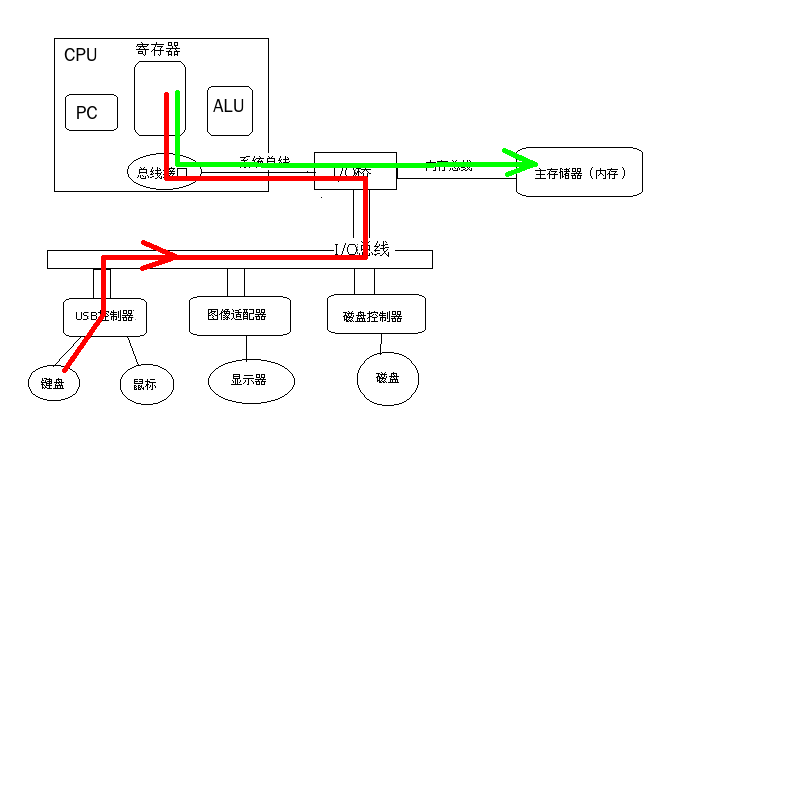 寄存器
CPU
PC
ALU
系统总线
总线接口
I/O桥
内存总线
主存储器（内存）
I/O总线
USB控制器
图像适配器
磁盘控制器
键盘
鼠标
显示器
磁盘